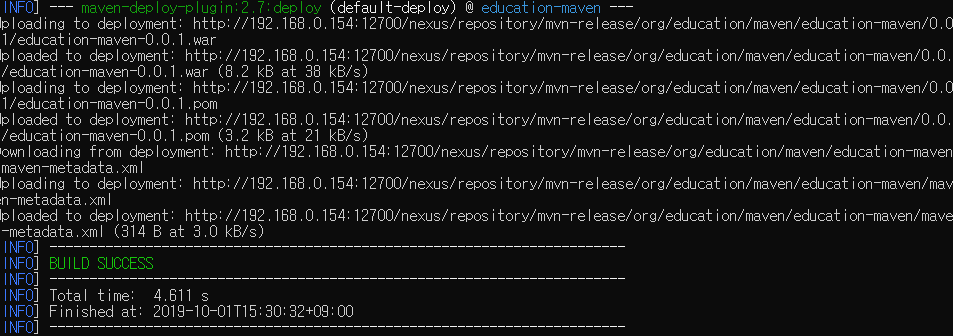 INFO] --- maven-deploy-plugin:2.7:deploy (default-deploy) @ education-maven ---
ploading to deployment: http://192.168.0.154:12700/nexus/repository/mvn-release/org/education/maven/education-maven/0.0.
1/education-maven-0.0.1.war
ploaded to deployment: http://192.168.0.154:12700/nexus/repository/mvn-release/org/education/maven/education-maven/0.0.
/education-maven-0.0.1.war (8.2 kB at 38 kB/s)
ploading to deployment: http://192.168.0.154:12700/nexus/repository/mvn-release/org/education/maven/education-maven/0.0.
1/education-maven-0.0.1.pom
ploaded to deployment: http://192.168.0.154:12700/nexus/repository/mvn-release/org/education/maven/education-maven/0.0.
/education-maven-0.0.1.pom (3.2 kB at 21 kB/s)
ownloading from deployment: http://192.168.0.154:12700/nexus/repository/mvn-release/org/education/maven/education-maven
maven-metadata.xml
ploading to deployment: http://192.168.0.154:12700/nexus/repository/mvn-release/org/education/maven/education-maven/mav
en-metadata.xml
ploaded to deployment: http://192.168.0.154:12700/nexus/repository/mvn-release/org/education/maven/education-maven/mave
-metadata.xml (314 B at 3.0 kB/s)
INFO] ------------------------------------------------------------------------
INFO] BUILD SUCCESS
INFO] ------------------------------------------------------------------------
INFO] Total time:  4.611 s
INFO] Finished at: 2019-10-01T15:30:32+09:00
INFO] ------------------------------------------------------------------------